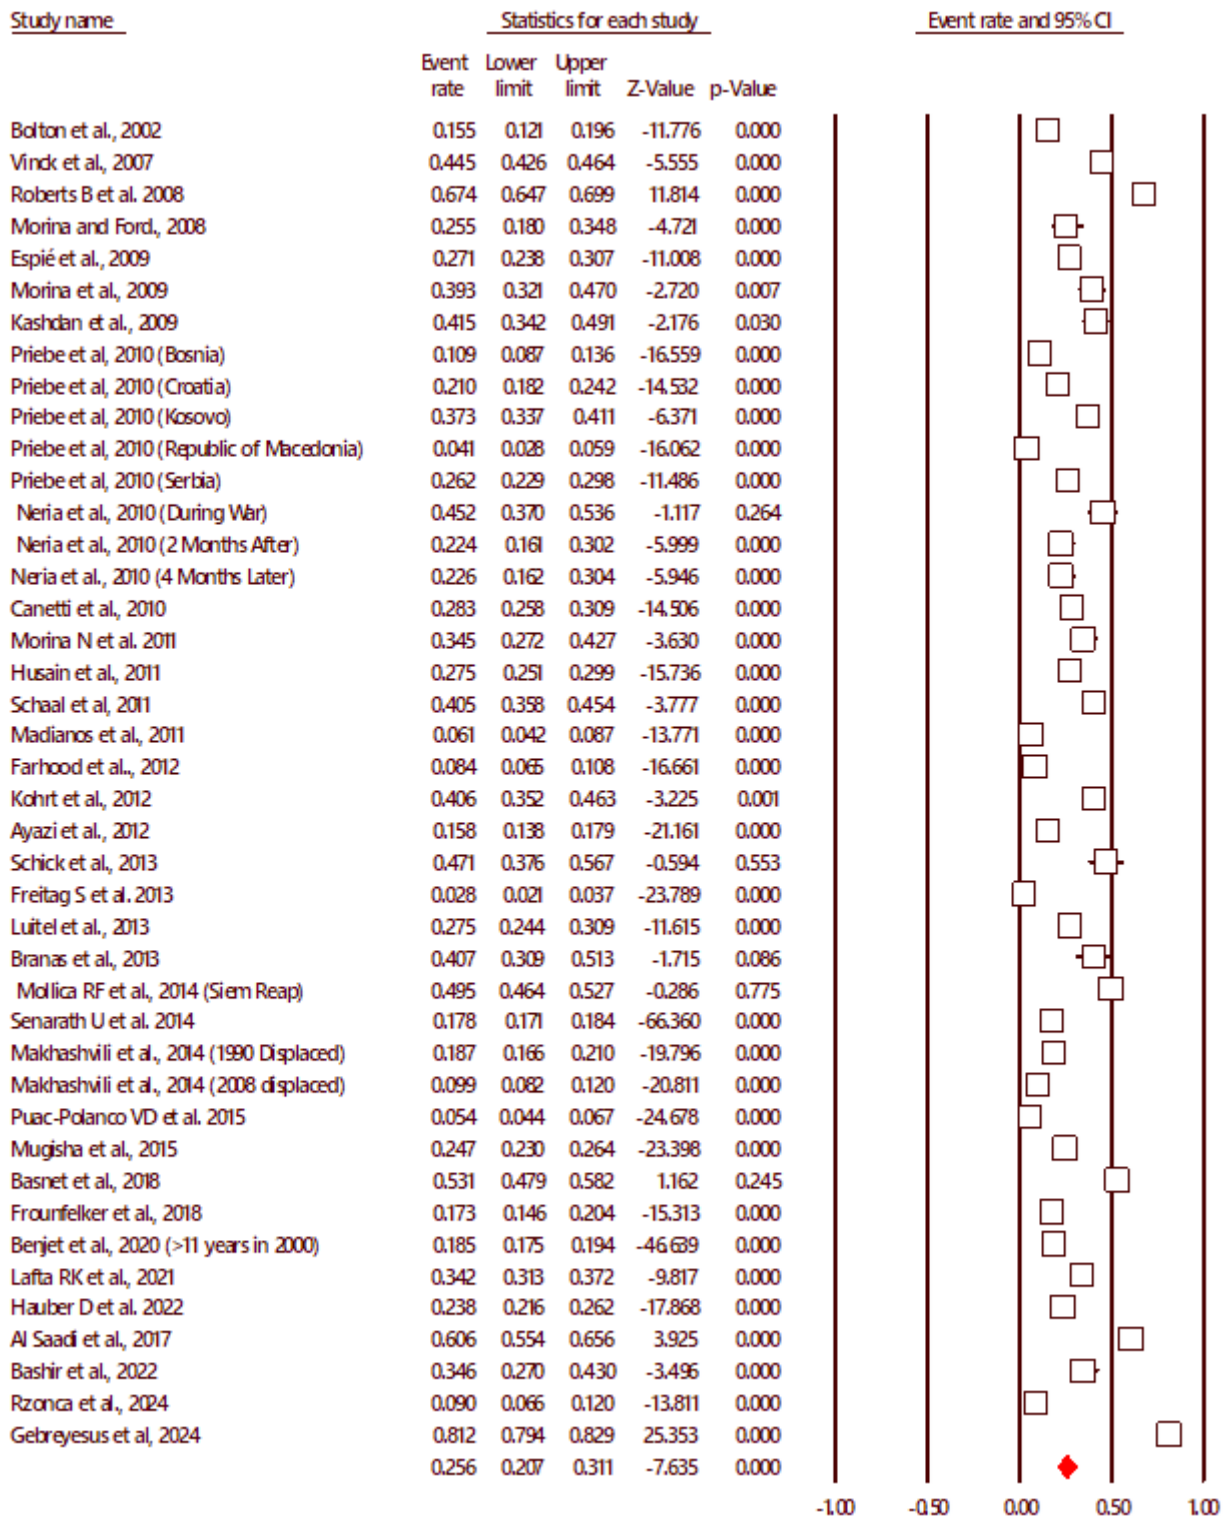 Study name Statistics for each study Event rate and 95% CI
Event Lower Upper
rate limit limit Z-Value p-Value
Bolton et al., 2002 0.155 0.121 0.196 -11.776 0.000
Vinck et al., 2007 0.445 0.426 0.464 -5.555 0.000
Roberts B et al. 2008 0.674 0.647 0.699 11.814 0.000
Morina and Ford., 2008 0.255 0.180 0.348 -4.721 0.000
Espié et al., 2009 0.271 0.238 0.307 -11.008 0.000
Morina et al., 2009 0.393 0.321 0.470 -2.720 0.007
Kashdan et al., 2009 0.415 0.342 0.491 -2.176 0.030
Priebe et al, 2010 (Bosnia) 0.109 0.087 0.136 -16.559 0.000
Priebe et al, 2010 (Croatia) 0.210 0.182 0.242 -14.532 0.000
Priebe et al, 2010 (Kosovo) 0.373 0.337 0.411 -6.371 0.000
Priebe et al, 2010 (Republic of Macedonia) 0.041 0.028 0.059 -16.062 0.000
Priebe et al, 2010 (Serbia) 0.262 0.229 0.298 -11.486 0.000
Neria et al., 2010 (During War) 0.452 0.370 0.536 -1.117 0.264
Neria et al., 2010 (2 Months After) 0.224 0.161 0.302 -5.999 0.000
Neria et al., 2010 (4 Months Later) 0.226 0.162 0.304 -5.946 0.000
Canetti et al., 2010 0.283 0.258 0.309 -14.506 0.000
Morina N et al. 2011 0.345 0.272 0.427 -3.630 0.000
Husain et al., 2011 0.275 0.251 0.299 -15.736 0.000
Schaal et al, 2011 0.405 0.358 0.454 -3.777 0.000
Madianos et al., 2011 0.061 0.042 0.087 -13.771 0.000
Farhood et al.., 2012 0.084 0.065 0.108 -16.661 0.000
Kohrt et al., 2012 0.406 0.352 0.463 -3.225 0.001
Ayazi et al., 2012 0.158 0.138 0.179 -21.161 0.000
Schick et al., 2013 0.471 0.376 0.567 -0.594 0.553
Freitag S et al. 2013 0.028 0.021 0.037 -23.789 0.000
Luitel et al., 2013 0.275 0.244 0.309 -11.615 0.000
Branas et al., 2013 0.407 0.309 0.513 -1.715 0.086
Mollica RF et al., 2014 (Siem Reap) 0.495 0.464 0.527 -0.286 0.775
Senarath U et al. 2014 0.178 0.171 0.184 -66.360 0.000
Makhashvili et al., 2014 (1990 Displaced) 0.187 0.166 0.210 -19.796 0.000
Makhashvili et al., 2014 (2008 displaced) 0.099 0.082 0.120 -20.811 0.000
Puac-Polanco VD et al. 2015 0.054 0.044 0.067 -24.678 0.000
Mugisha et al., 2015 0.247 0.230 0.264 -23.398 0.000
Basnet et al., 2018 0.531 0.479 0.582 1.162 0.245
Frounfelker et al., 2018 0.173 0.146 0.204 -15.313 0.000
Benjet et al., 2020 (>11 years in 2000) 0.185 0.175 0.194 -46.639 0.000
Lafta RK et al., 2021 0.342 0.313 0.372 -9.817 0.000
Hauber D et al. 2022 0.238 0.216 0.262 -17.868 0.000
Al Saadi et al., 2017 0.606 0.554 0.656 3.925 0.000
Bashir et al., 2022 0.346 0.270 0.430 -3.496 0.000
Rzonca et al., 2024 0.090 0.066 0.120 -13.811 0.000
Gebreyesus et al, 2024 0.812 0.794 0.829 25.353 0.000
0.256 0.207 0.311 -7.635 0.000
-1.00 -0.50 0.00 0.50 1.00